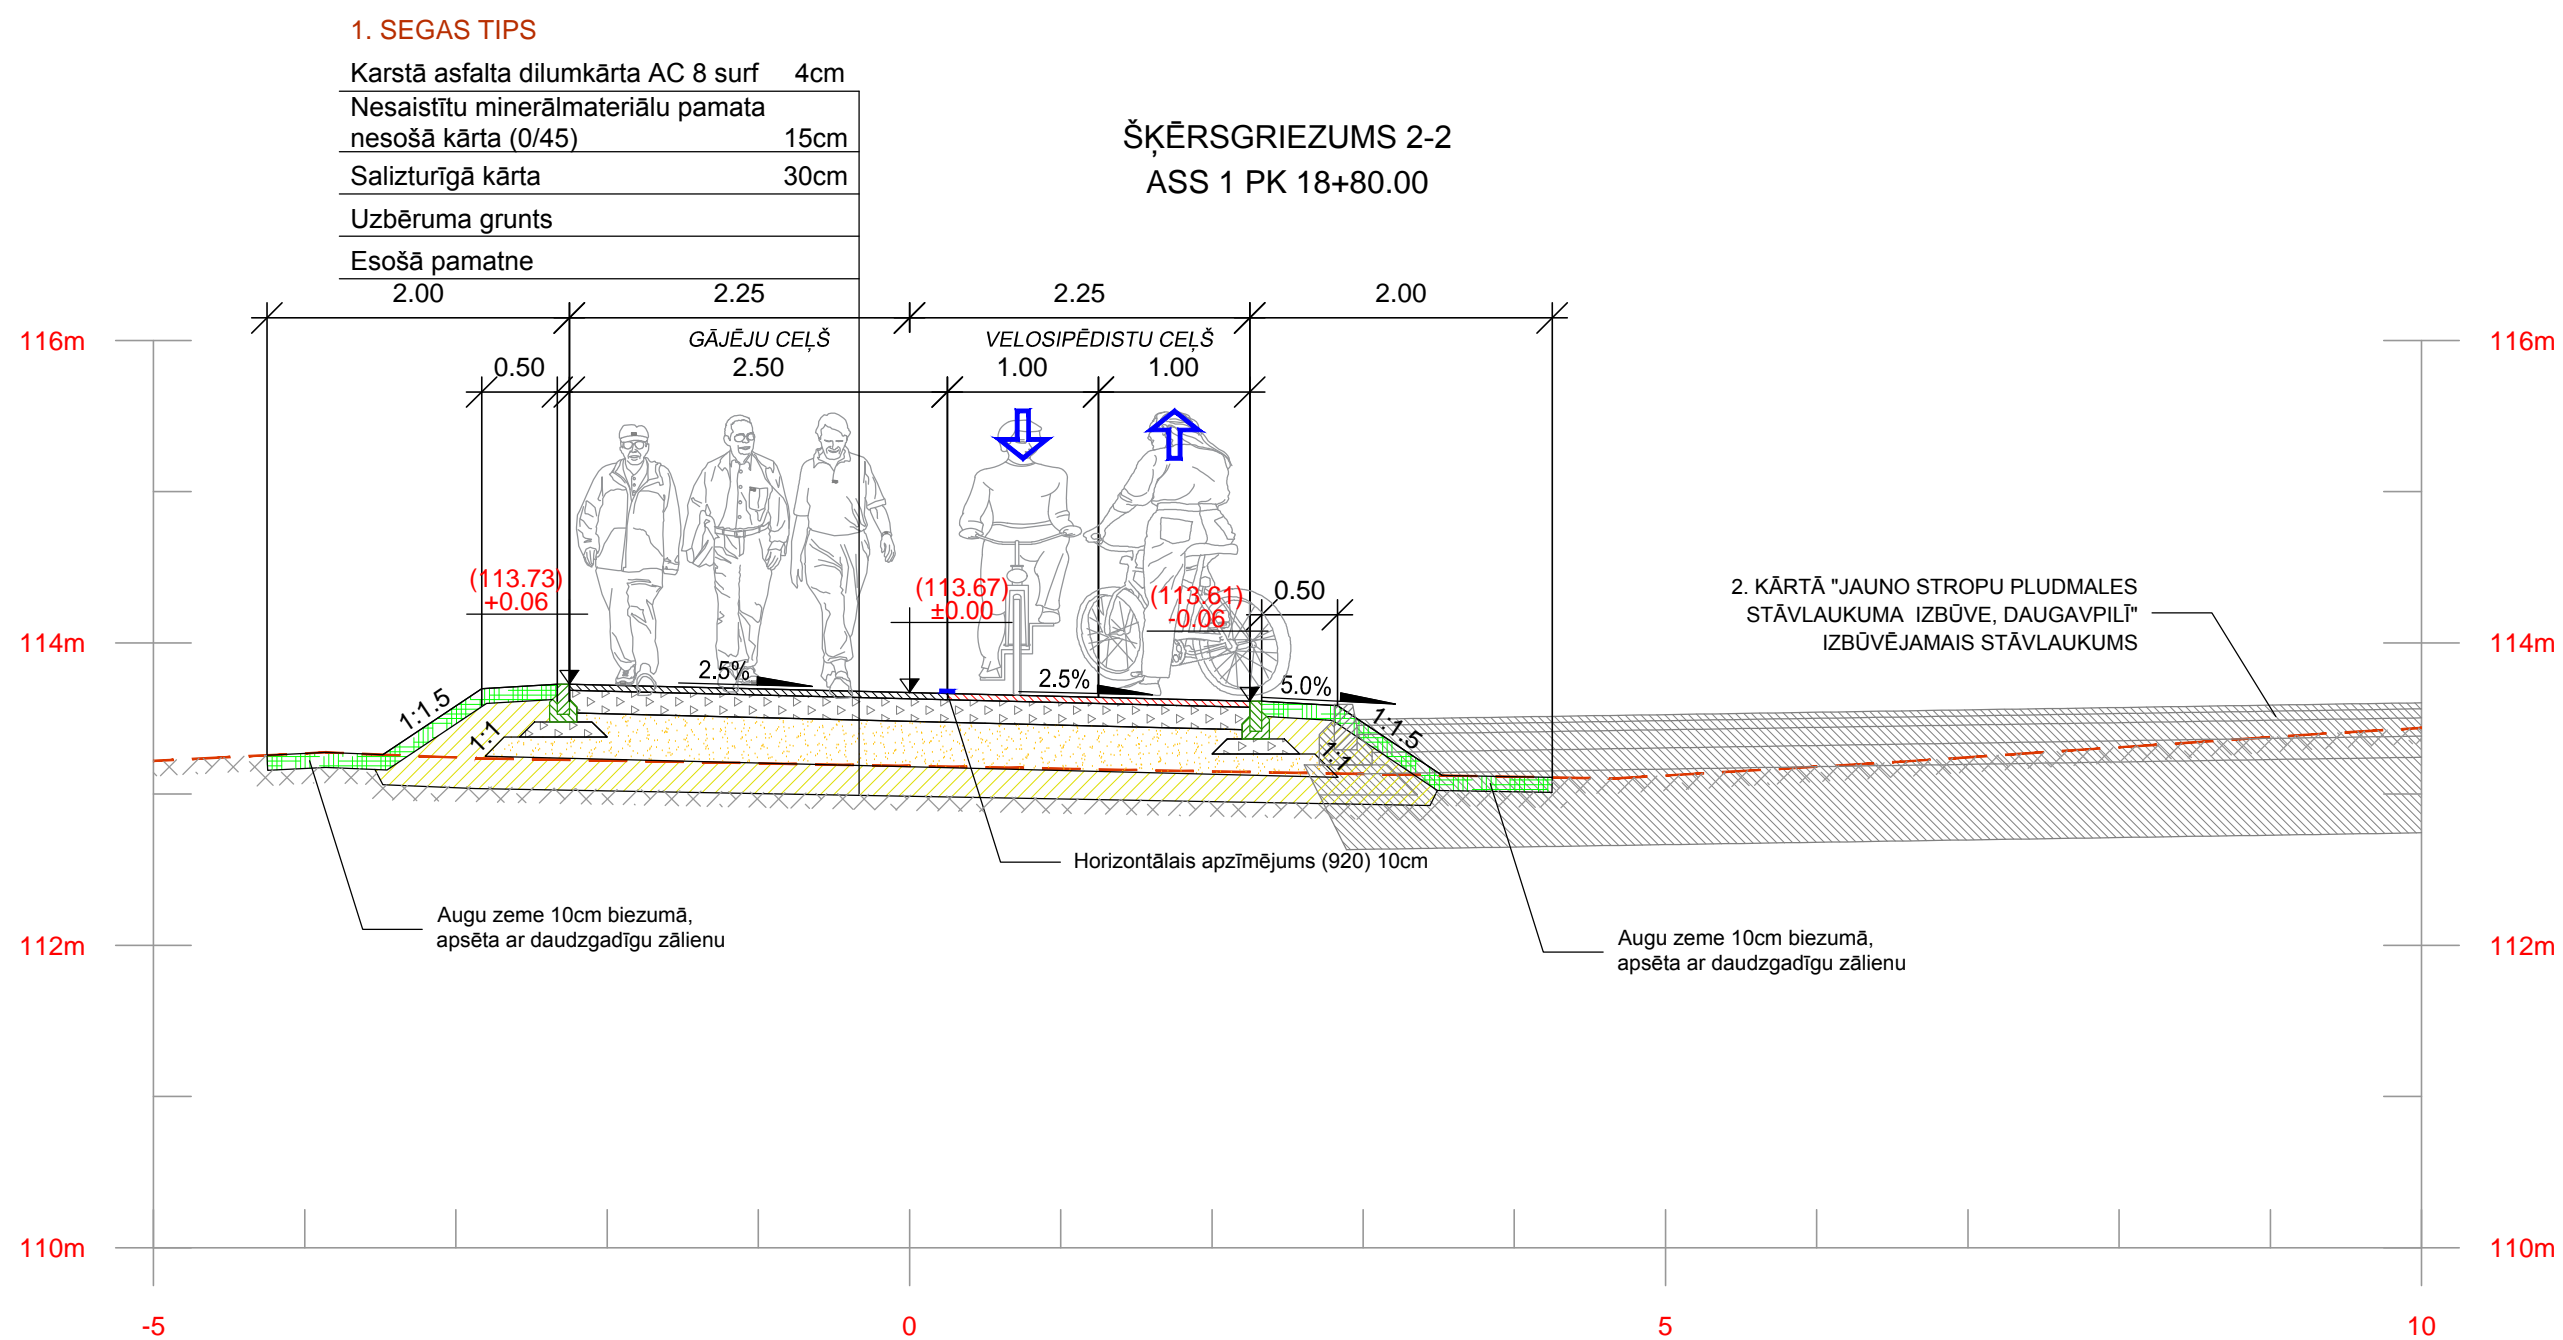 1. SEGAS TIPS
Karstā asfalta dilumkārta AC 8 surf 4cm
Nesaistītu minerālmateriālu pamata
nesošā kārta (0/45) 15cm
Salizturīgā kārta 30cm
Uzbēruma grunts
Esošā pamatne
ŠĶĒRSGRIEZUMS 2-2
ASS 1 PK 18+80.00
2.00 2.25 2.25 2.00
GĀJĒJU CEĻŠ VELOSIPĒDISTU CEĻŠ
0.50 2.50 1.00 1.00
116m 116m
(113.73)
+0.06
(113.67)
±0.00
(113.61)
-0.06
0.50
2. KĀRTĀ "JAUNO STROPU PLUDMALES
STĀVLAUKUMA IZBŪVE, DAUGAVPILĪ"
IZBŪVĒJAMAIS STĀVLAUKUMS
114m 114m
2.5% 2.5% 5.0%
1:1.5 1:1 1:1 1:1.5
Horizontālais apzīmējums (920) 10cm
Augu zeme 10cm biezumā,
apsēta ar daudzgadīgu zālienu
Augu zeme 10cm biezumā,
apsēta ar daudzgadīgu zālienu
112m 112m
110m 110m
-5 0 5 10